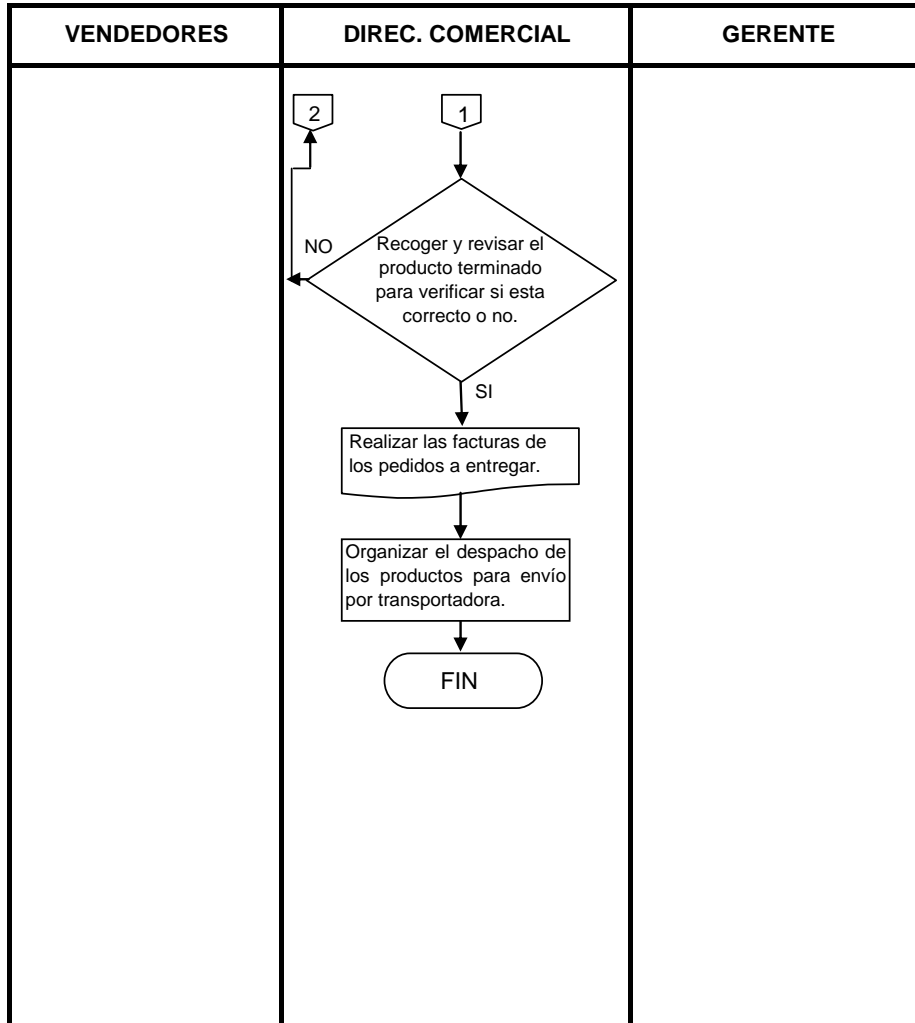 VENDEDORES
DIREC. COMERCIAL
GERENTE
2
1
NO
Recoger y revisar el
producto terminado
para verificar si esta
correcto o no.
SI
Realizar las facturas de
los pedidos a entregar.
Organizar el despacho de
los productos para envío
por transportadora.
FIN